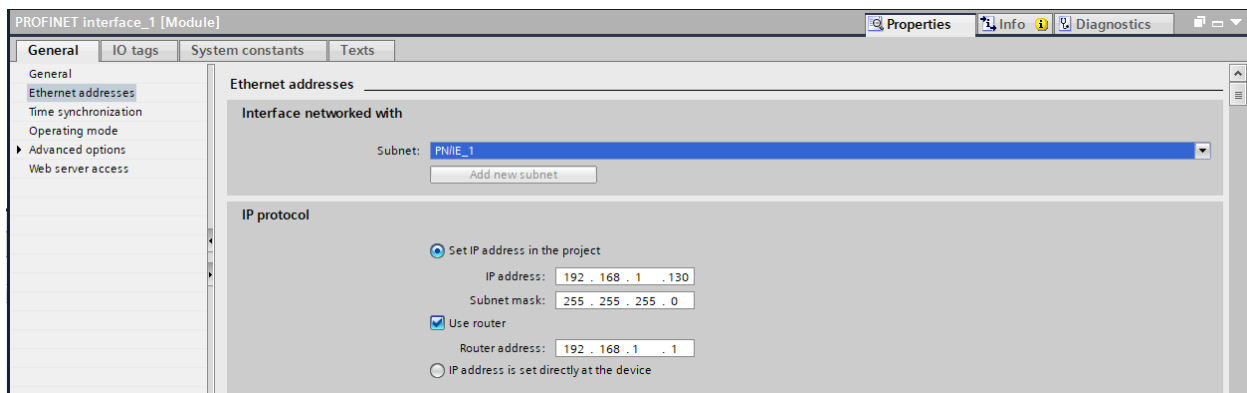 PROFINET interface_1 [Module]
Properties
Info
Diagnostics
General
IO tags
System constants
Texts
General
Ethernet addresses
Time synchronization
Operating mode
Advanced options
Web server access
Ethernet addresses
Interface networked with
Subnet: PN/IE_1
Add new subnet
IP protocol
Set IP address in the project
IP address: 192 . 168 . 1 . 130
Subnet mask: 255 . 255 . 255 . 0
Use router
Router address: 192 . 168 . 1 . 1
IP address is set directly at the device